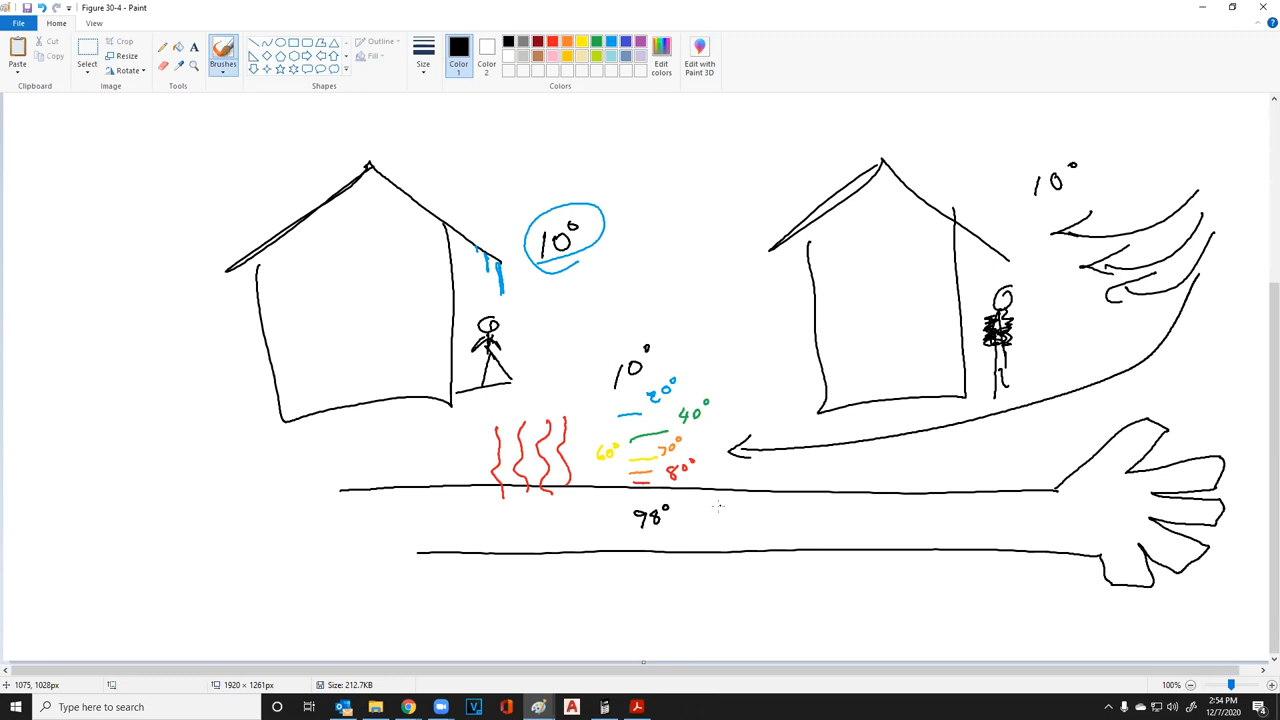 Figure 30-4 - Paint
File
Home
View
Paste
Cut
Copy
Clipboard
Select
Crop
Resize
Rotate
Image
A
Tools
Brushes
Shapes
Outline
Fill
Size
Color
1
Color
2
Edit
colors
Edit with
Paint 3D
Colors
10°
10°
10°
20°
40°
60°
70°
80°
98°
1075, 1028px
1920 × 1261px
Size: 212.7KB
100%
Type here to search
2:54 PM
12/7/2020